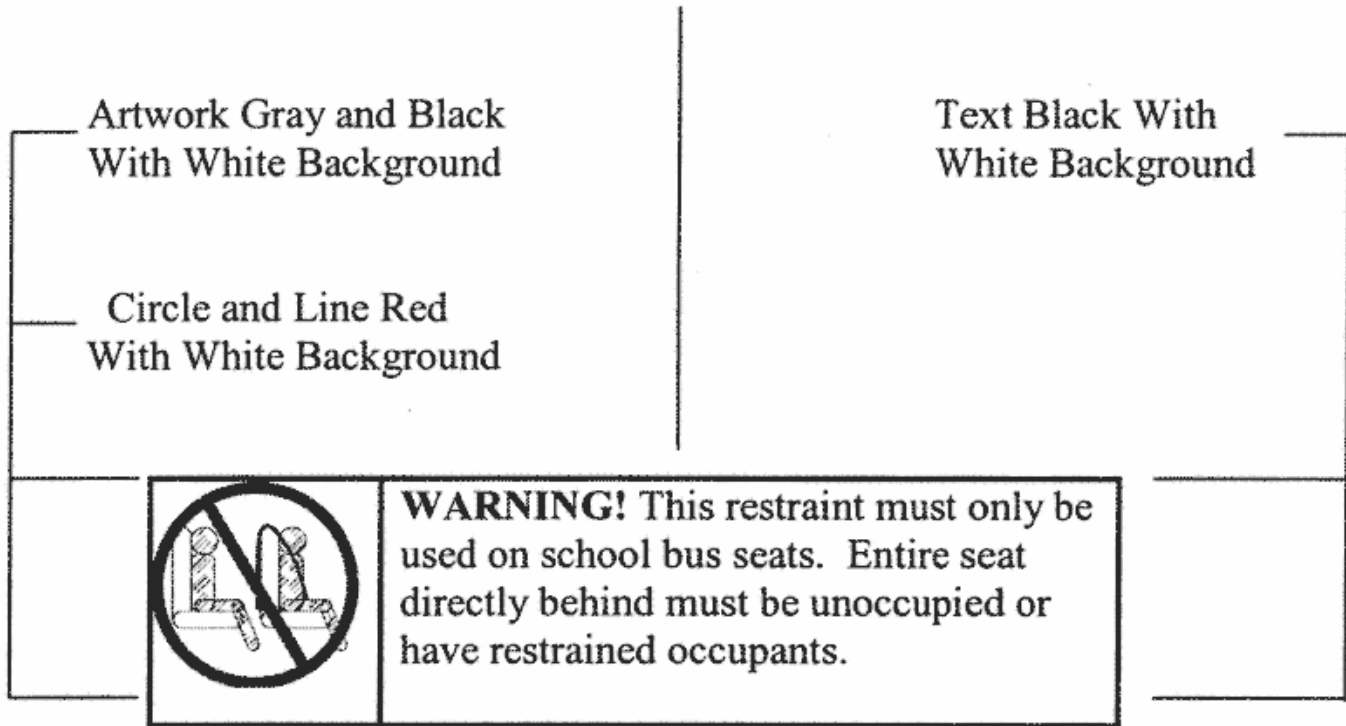 Artwork Gray and Black
With White Background
Text Black With
White Background
Circle and Line Red
With White Background
WARNING! This restraint must only be
used on school bus seats. Entire seat
directly behind must be unoccupied or
have restrained occupants.